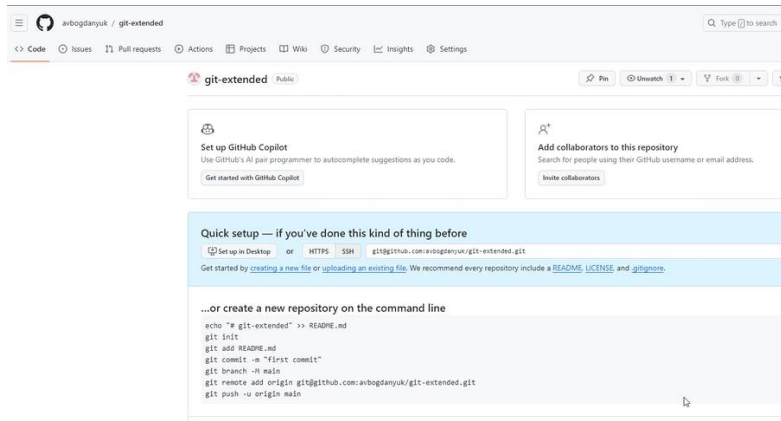 avbogdanyuk / git-extended
Type / to search
<> Code Issues Pull requests Actions Projects Wiki Security Insights Settings
git-extended Public
Pin Unwatch 1 Fork 0
Set up GitHub Copilot
Use GitHub's AI pair programmer to autocomplete suggestions as you code.
Get started with GitHub Copilot
Add collaborators to this repository
Search for people using their GitHub username or email address.
Invite collaborators
Quick setup — if you've done this kind of thing before
Set up in Desktop or HTTPS SSH git@github.com:avbogdanyuk/git-extended.git
Get started by creating a new file or uploading an existing file. We recommend every repository include a README, LICENSE, and .gitignore.
...or create a new repository on the command line
echo "# git-extended" >> README.md
git init
git add README.md
git commit -m "first commit"
git branch -M main
git remote add origin git@github.com:avbogdanyuk/git-extended.git
git push -u origin main